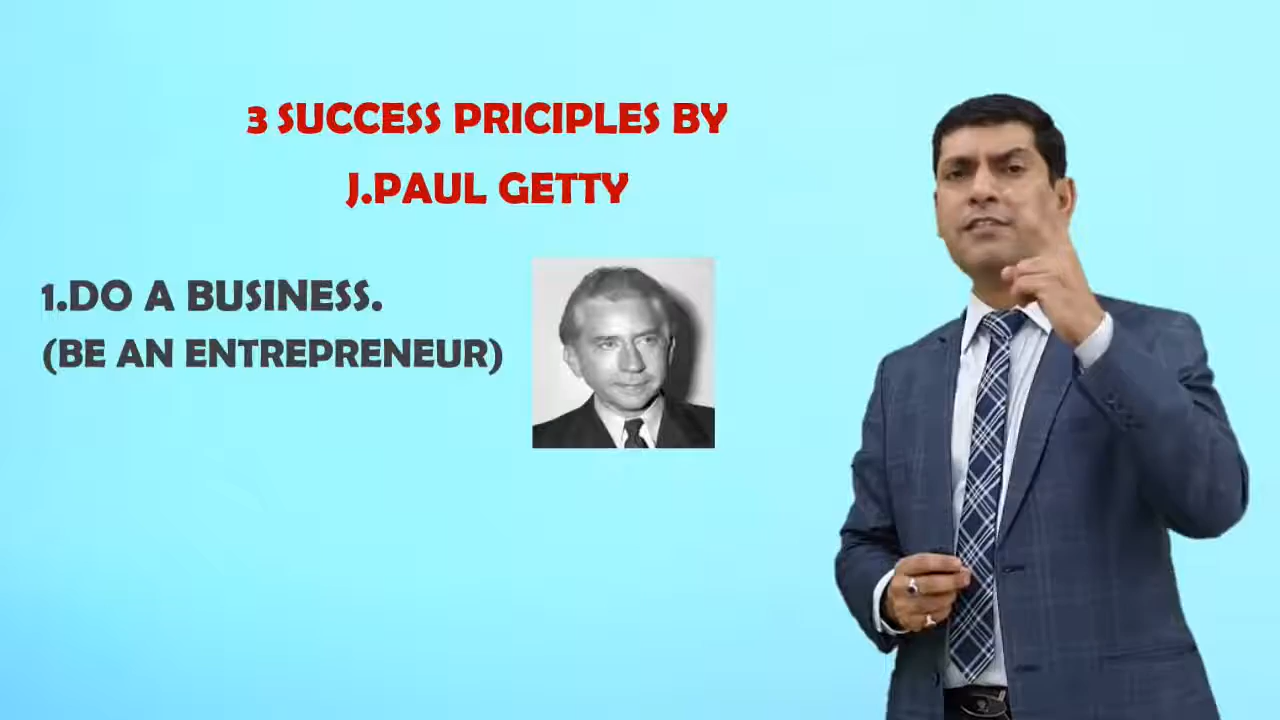 3 SUCCESS PRICIPLES BY
J.PAUL GETTY
1.DO A BUSINESS.
(BE AN ENTREPRENEUR)